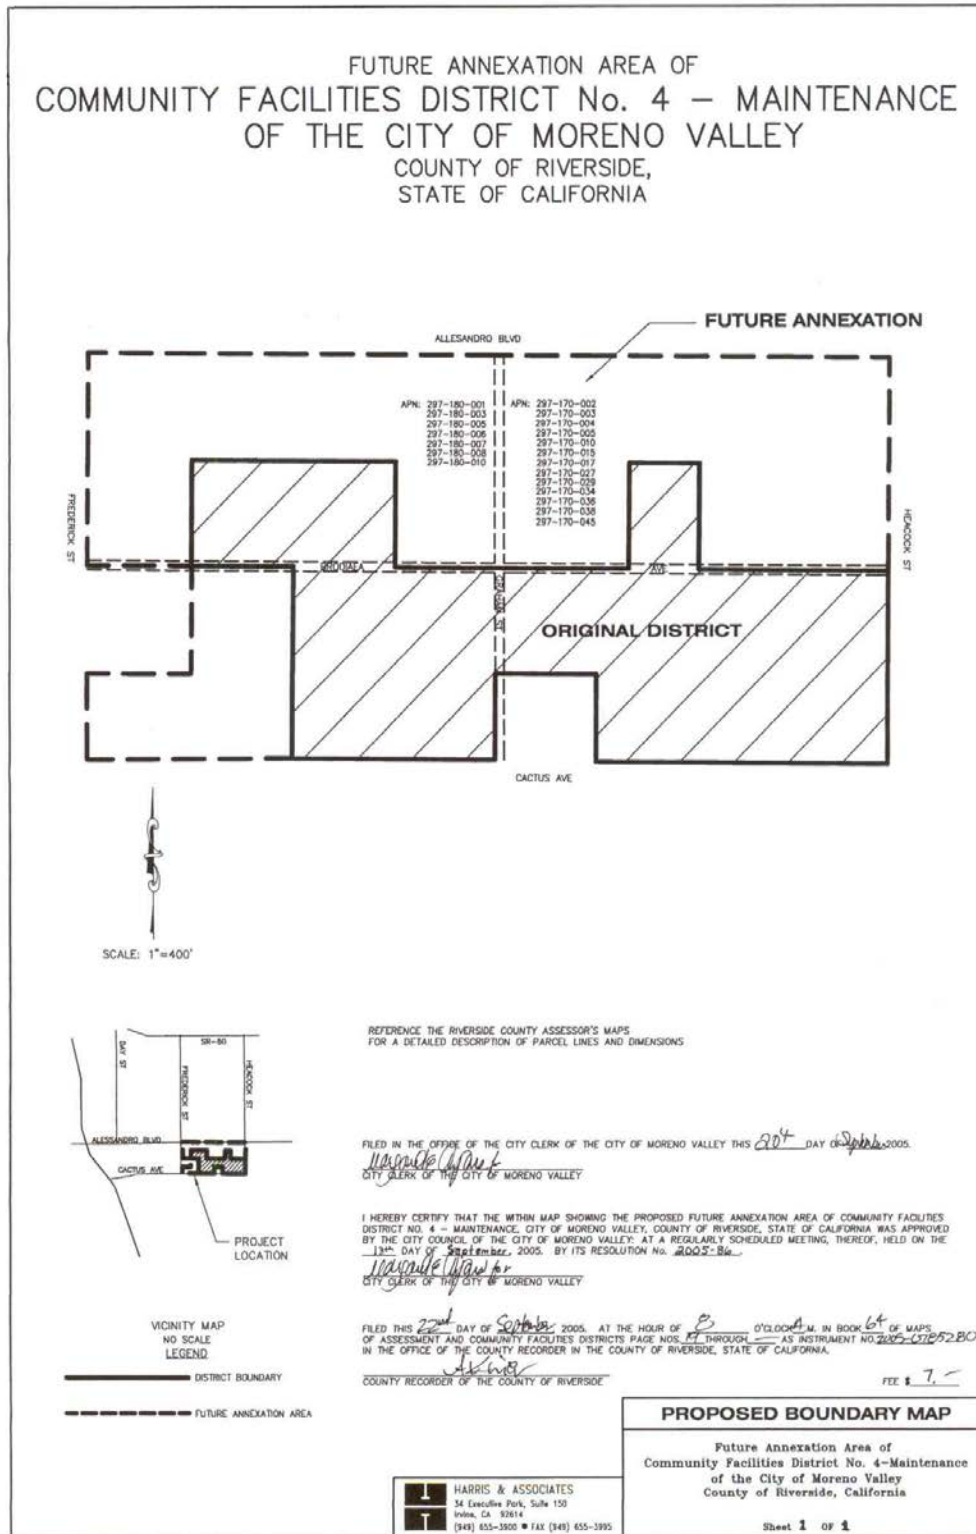 FUTURE ANNEXATION AREA OF
COMMUNITY FACILITIES DISTRICT No. 4 – MAINTENANCE
OF THE CITY OF MORENO VALLEY
COUNTY OF RIVERSIDE,
STATE OF CALIFORNIA
FUTURE ANNEXATION
ALLESANDRO BLVD
APN: 297-180-001
297-180-003
297-180-005
297-180-006
297-180-007
297-180-008
297-180-010
APN: 297-170-002
297-170-003
297-170-004
297-170-005
297-170-010
297-170-015
297-170-017
297-170-027
297-170-029
297-170-034
297-170-036
297-170-038
297-170-045
FREDERICK ST
HEACOCK ST
AVE
ORIGINAL DISTRICT
CACTUS AVE
SCALE: 1"=400'
SR-60
DAY ST
FREDERICK ST
HEACOCK ST
ALESSANDRO BLVD
CACTUS AVE
PROJECT
LOCATION
VICINITY MAP
NO SCALE
LEGEND
DISTRICT BOUNDARY
FUTURE ANNEXATION AREA
REFERENCE THE RIVERSIDE COUNTY ASSESSOR'S MAPS
FOR A DETAILED DESCRIPTION OF PARCEL LINES AND DIMENSIONS
FILED IN THE OFFICE OF THE CITY CLERK OF THE CITY OF MORENO VALLEY THIS 20th DAY OF September 2005.
CITY CLERK OF THE CITY OF MORENO VALLEY
I HEREBY CERTIFY THAT THE WITHIN MAP SHOWING THE PROPOSED FUTURE ANNEXATION AREA OF COMMUNITY FACILITIES
DISTRICT NO. 4 – MAINTENANCE, CITY OF MORENO VALLEY, COUNTY OF RIVERSIDE, STATE OF CALIFORNIA WAS APPROVED
BY THE CITY COUNCIL OF THE CITY OF MORENO VALLEY: AT A REGULARLY SCHEDULED MEETING, THEREOF, HELD ON THE
13th DAY OF September, 2005. BY ITS RESOLUTION No. 2005-86.
for
CITY CLERK OF THE CITY OF MORENO VALLEY
FILED THIS 22nd DAY OF September 2005. AT THE HOUR OF 8 O'CLOCK A.M. IN BOOK 64 OF MAPS
OF ASSESSMENT AND COMMUNITY FACILITIES DISTRICTS PAGE NOS. THROUGH — AS INSTRUMENT NO.
IN THE OFFICE OF THE COUNTY RECORDER IN THE COUNTY OF RIVERSIDE, STATE OF CALIFORNIA.
COUNTY RECORDER OF THE COUNTY OF RIVERSIDE
FEE $ 7.–
PROPOSED BOUNDARY MAP
Future Annexation Area of
Community Facilities District No. 4-Maintenance
of the City of Moreno Valley
County of Riverside, California
Sheet 1 OF 1
HARRIS & ASSOCIATES
34 Executive Park, Suite 150
Irvine, CA 92614
(949) 655-3900 • FAX (949) 655-3995